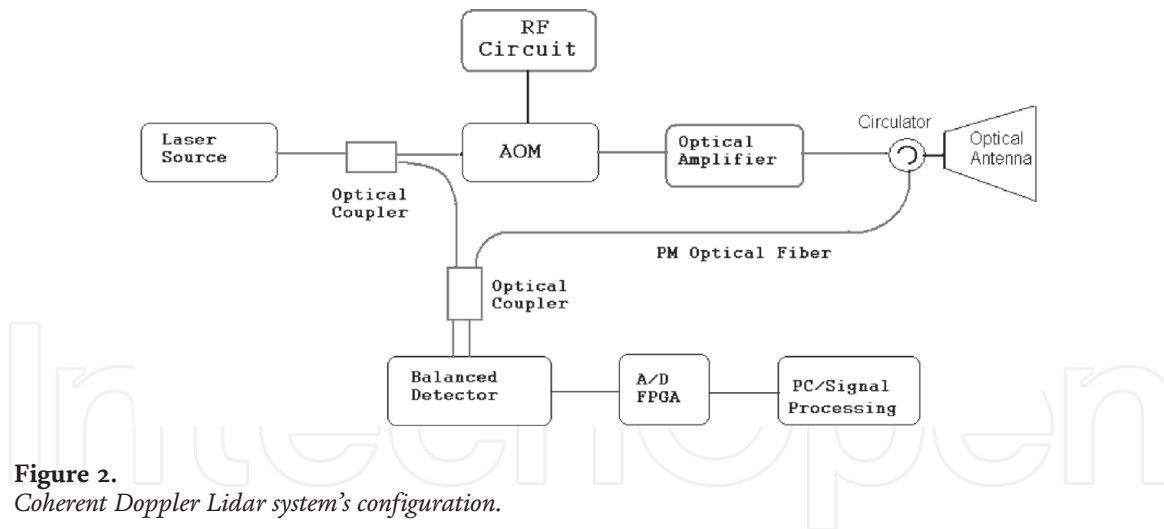 RF
Circuit
Laser
Source
AOM
Optical
Amplifier
Circulator
Optical
Antenna
Optical
Coupler
PM Optical Fiber
Optical
Coupler
Balanced
Detector
A/D
FPGA
PC/Signal
Processing
IntechOpen
Figure 2.
Coherent Doppler Lidar system's configuration.